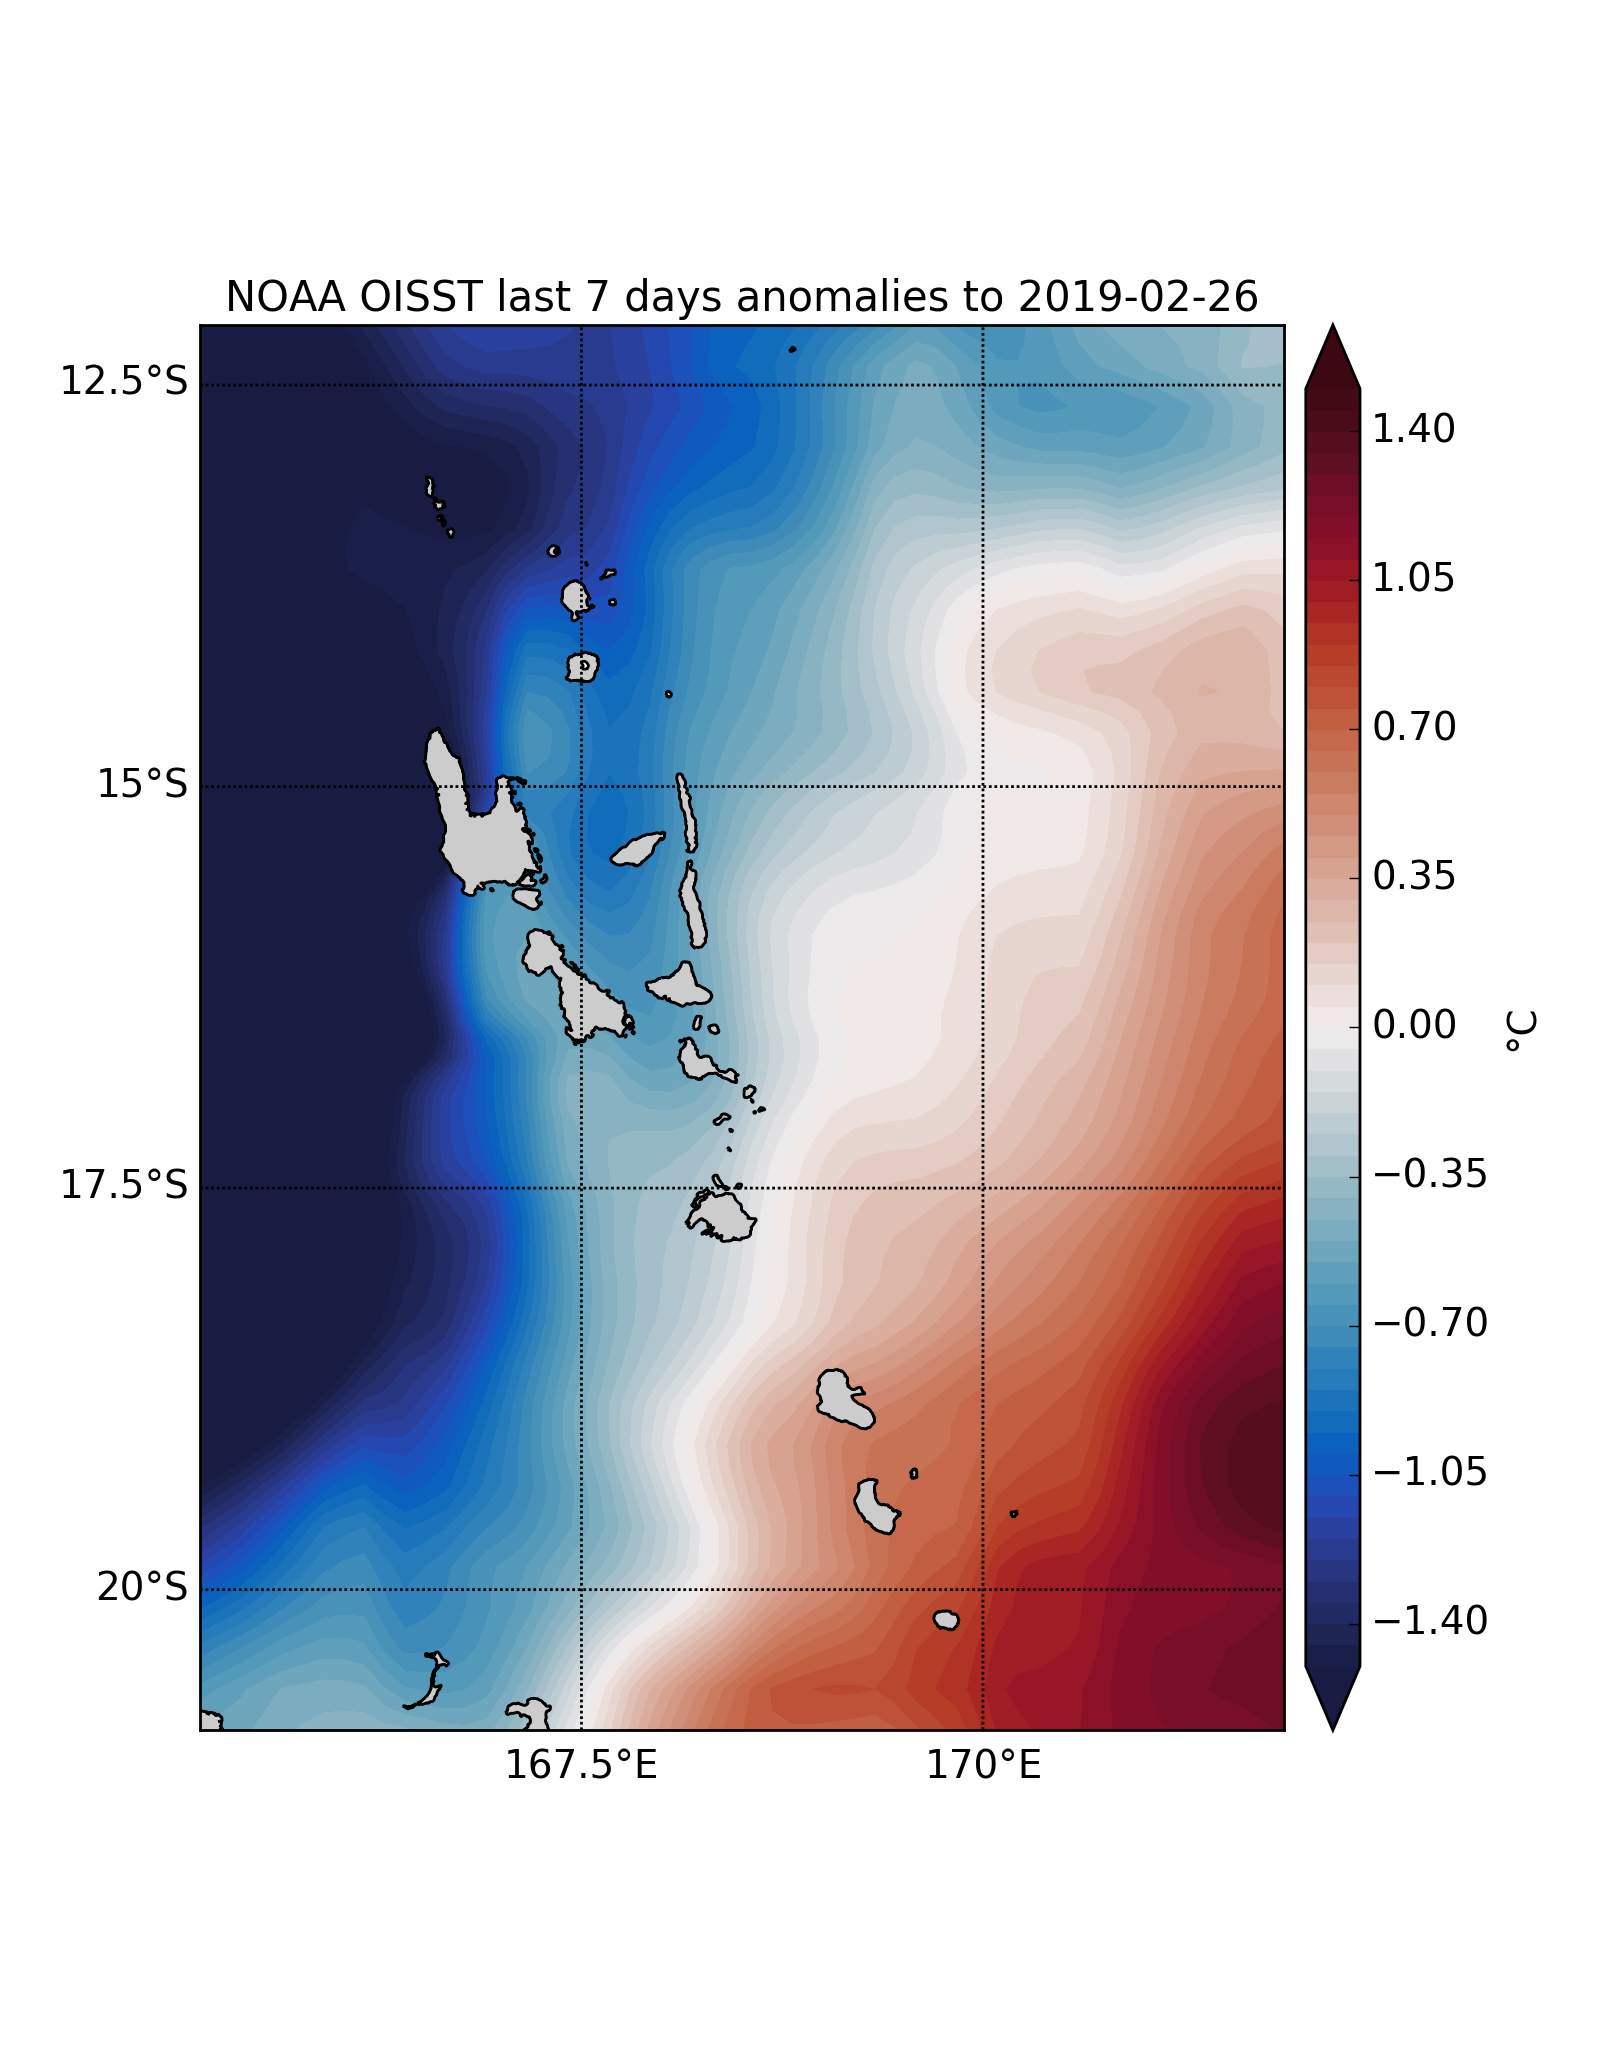 NOAA OISST last 7 days anomalies to 2019-02-26
12.5°S
15°S
17.5°S
20°S
167.5°E
170°E
1.40
1.05
0.70
0.35
0.00
−0.35
−0.70
−1.05
−1.40
°C